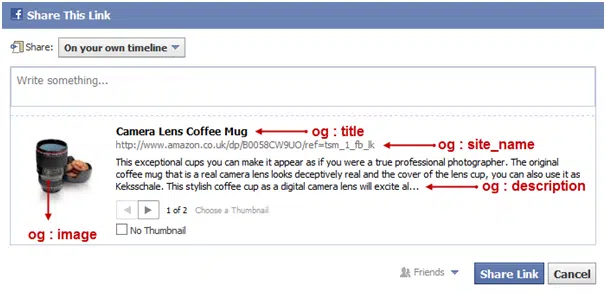 Share This Link
Share: On your own timeline
Write something...
Camera Lens Coffee Mug og : title
http://www.amazon.co.uk/dp/B0058CW9UO/ref=tsm_1_fb_lk og : site_name
This exceptional cups you can make it appear as if you were a true professional photographer. The original
coffee mug that is a real camera lens looks deceptively real and the cover of the lens cup, you can also use it as
Keksschale. This stylish coffee cup as a digital camera lens will excite al... og : description
1 of 2 Choose a Thumbnail
No Thumbnail
og : image
Friends Share Link Cancel